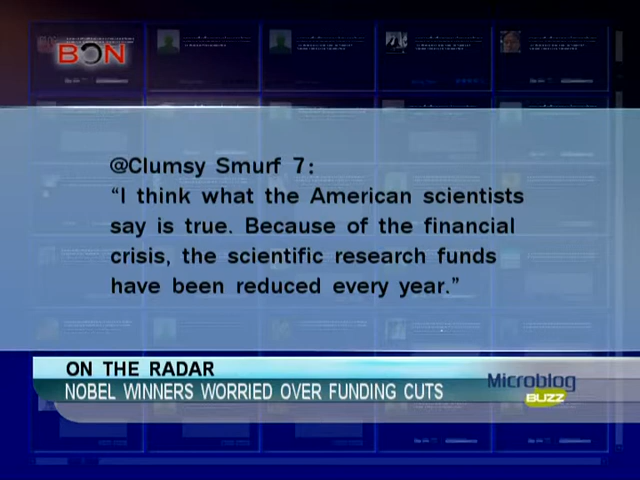 BON
@Clumsy Smurf 7:
“I think what the American scientists
say is true. Because of the financial
crisis, the scientific research funds
have been reduced every year.”
ON THE RADAR
NOBEL WINNERS WORRIED OVER FUNDING CUTS
Microblog
BUZZ